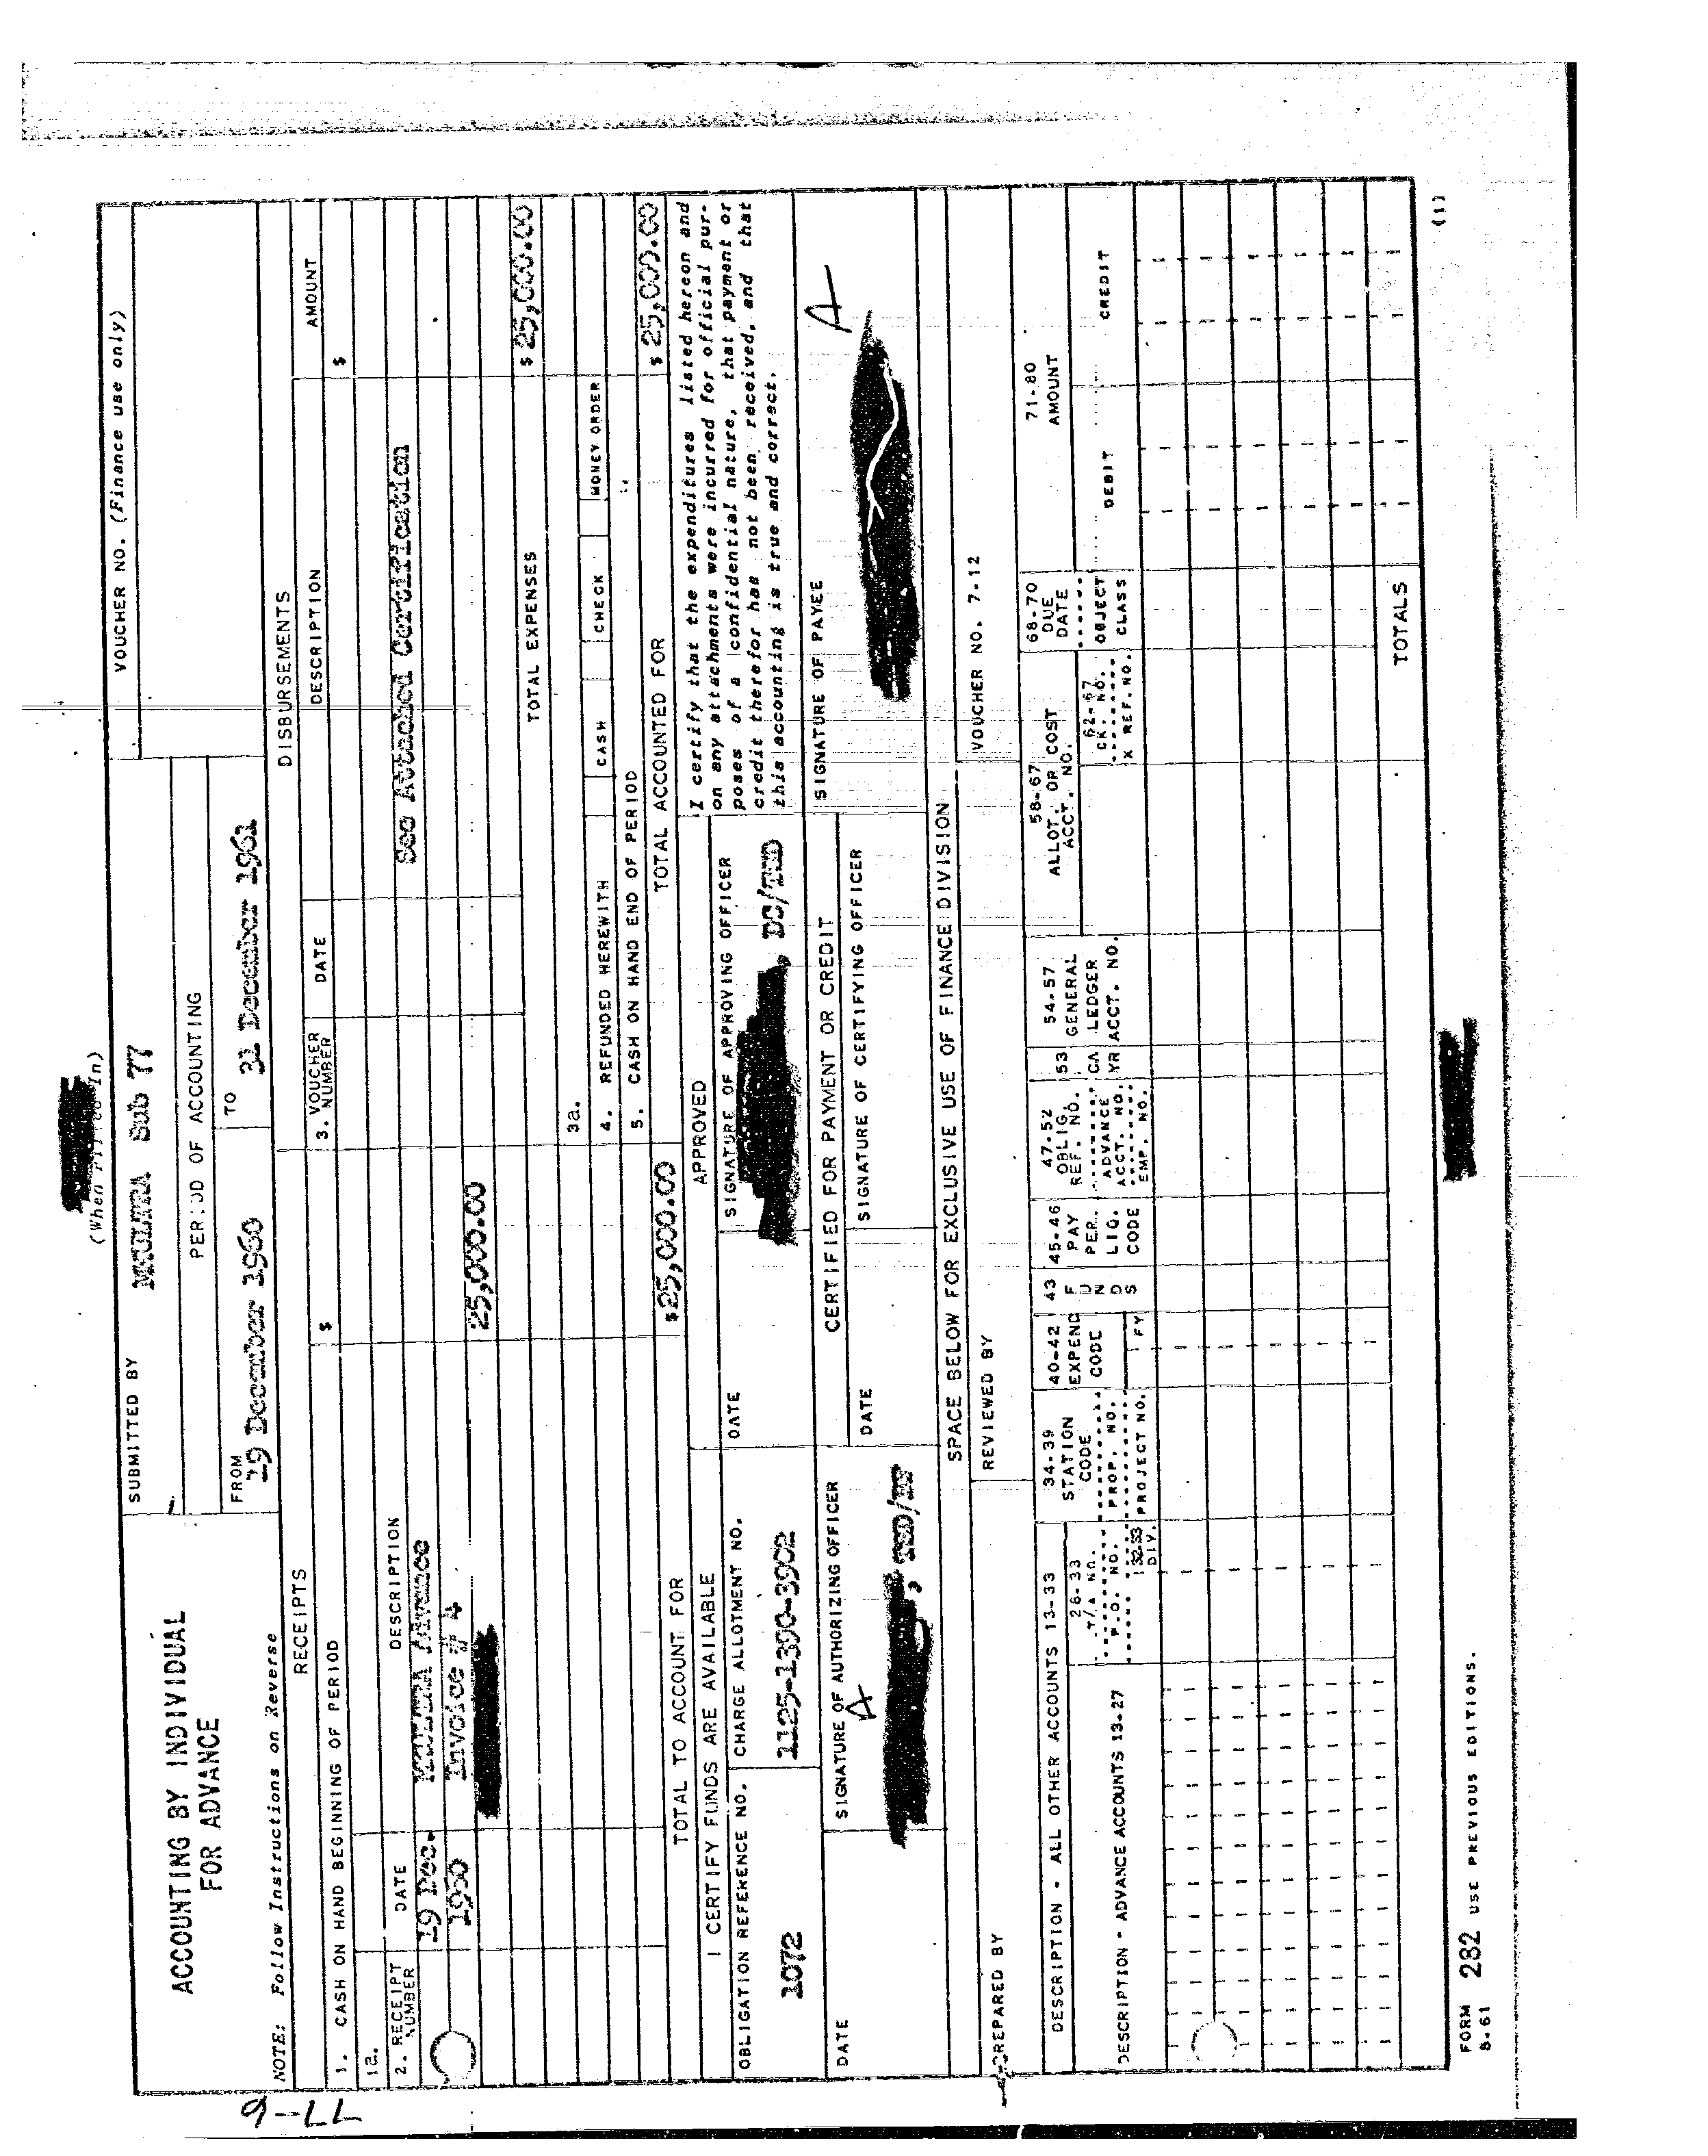 77-6
(When Filled In)
ACCOUNTING BY INDIVIDUAL
FOR ADVANCE
SUBMITTED BY
MKULTRA Sub 77
VOUCHER NO. (Finance use only)
PERIOD OF ACCOUNTING
FROM
19 December 1960
TO
31 December 1961
NOTE: Follow Instructions on Reverse
RECEIPTS
DISBURSEMENTS
1. CASH ON HAND BEGINNING OF PERIOD
$
3. VOUCHER NUMBER
DATE
DESCRIPTION
AMOUNT
1a.
$
2. RECEIPT NUMBER
DATE
DESCRIPTION
19 Dec. 1960
MKULTRA Advance
Invoice # 4
25,000.00
See Attached Certification
TOTAL EXPENSES
$ 25,000.00
3a.
4. REFUNDED HEREWITH
CASH
CHECK
MONEY ORDER
5. CASH ON HAND END OF PERIOD
TOTAL TO ACCOUNT FOR
$25,000.00
TOTAL ACCOUNTED FOR
$ 25,000.00
I CERTIFY FUNDS ARE AVAILABLE
APPROVED
I certify that the expenditures listed hereon and
on any attachments were incurred for official pur-
poses of a confidential nature, that payment or
credit therefor has not been received, and that
this accounting is true and correct.
OBLIGATION REFERENCE NO.
1072
CHARGE ALLOTMENT NO.
1125-1390-3902
DATE
SIGNATURE OF APPROVING OFFICER
DC/TSD
CERTIFIED FOR PAYMENT OR CREDIT
DATE
SIGNATURE OF AUTHORIZING OFFICER
A
DATE
SIGNATURE OF CERTIFYING OFFICER
SIGNATURE OF PAYEE
A
SPACE BELOW FOR EXCLUSIVE USE OF FINANCE DIVISION
PREPARED BY
REVIEWED BY
VOUCHER NO. 7-12
DESCRIPTION - ALL OTHER ACCOUNTS 13-33
34-39 STATION CODE
40-42 EXPEND CODE
43 FUNDS
45-46 PAY PER.
LIQ. CODE
47-52 OBLIG. REF. NO.
ADVANCE ACCT. NO.
EMP. NO.
53 CA YR
54-57 GENERAL LEDGER ACCT. NO.
58-67 ALLOT. OR COST ACCT. NO.
62-67 CK. NO.
X REF. NO.
68-70 DUE DATE
OBJECT CLASS
71-80 AMOUNT
DESCRIPTION - ADVANCE ACCOUNTS 13-27
28-33 T/A NO.
P.O. NO.
DIV.
PROP. NO.
PROJECT NO.
FY
DEBIT
CREDIT
TOTALS
FORM 8-61 282 USE PREVIOUS EDITIONS.
(1)